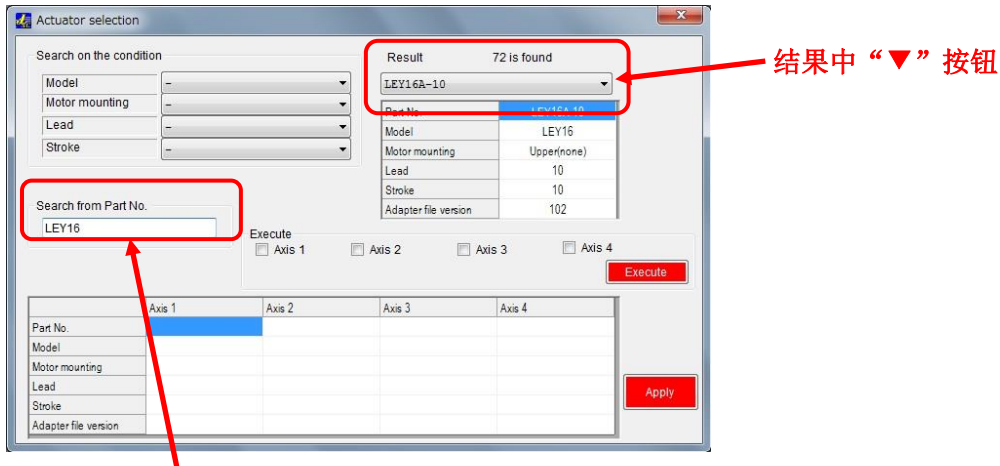 Actuator selection
x
Search on the condition
Model –
Motor mounting –
Lead –
Stroke –
Result 72 is found
LEY16A-10
Part No. LEY16A-10
Model LEY16
Motor mounting Upper(none)
Lead 10
Stroke 10
Adapter file version 102
结果中“▼”按钮
Search from Part No.
LEY16
Execute
Axis 1 Axis 2 Axis 3 Axis 4
Execute
Axis 1 Axis 2 Axis 3 Axis 4
Part No.
Model
Motor mounting
Lead
Stroke
Adapter file version
Apply